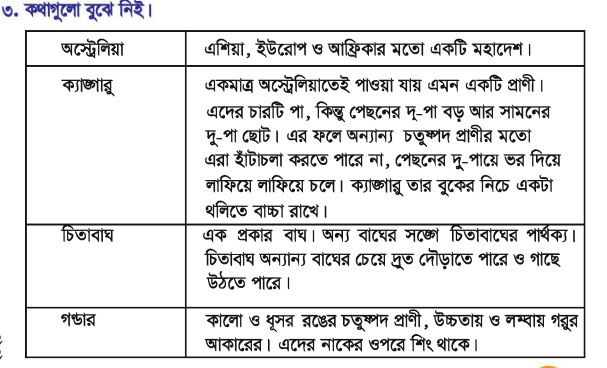 ৩. কথাগুলো বুঝে নিই।
অস্ট্রেলিয়া
এশিয়া, ইউরোপ ও আফ্রিকার মতো একটি মহাদেশ।
ক্যাঙ্গারু
একমাত্র অস্ট্রেলিয়াতেই পাওয়া যায় এমন একটি প্রাণী।
এদের চারটি পা, কিন্তু পেছনের দু-পা বড় আর সামনের
দু-পা ছোট। এর ফলে অন্যান্য চতুষ্পদ প্রাণীর মতো
এরা হাঁটাচলা করতে পারে না, পেছনের দু-পায়ে ভর দিয়ে
লাফিয়ে লাফিয়ে চলে। ক্যাঙ্গারু তার বুকের নিচে একটা
থলিতে বাচ্চা রাখে।
চিতাবাঘ
এক প্রকার বাঘ। অন্য বাঘের সঙ্গে চিতাবাঘের পার্থক্য।
চিতাবাঘ অন্যান্য বাঘের চেয়ে দ্রুত দৌড়াতে পারে ও গাছে
উঠতে পারে।
গন্ডার
কালো ও ধূসর রঙের চতুষ্পদ প্রাণী, উচ্চতায় ও লম্বায় গরুর
আকারের। এদের নাকের ওপরে শিং থাকে।